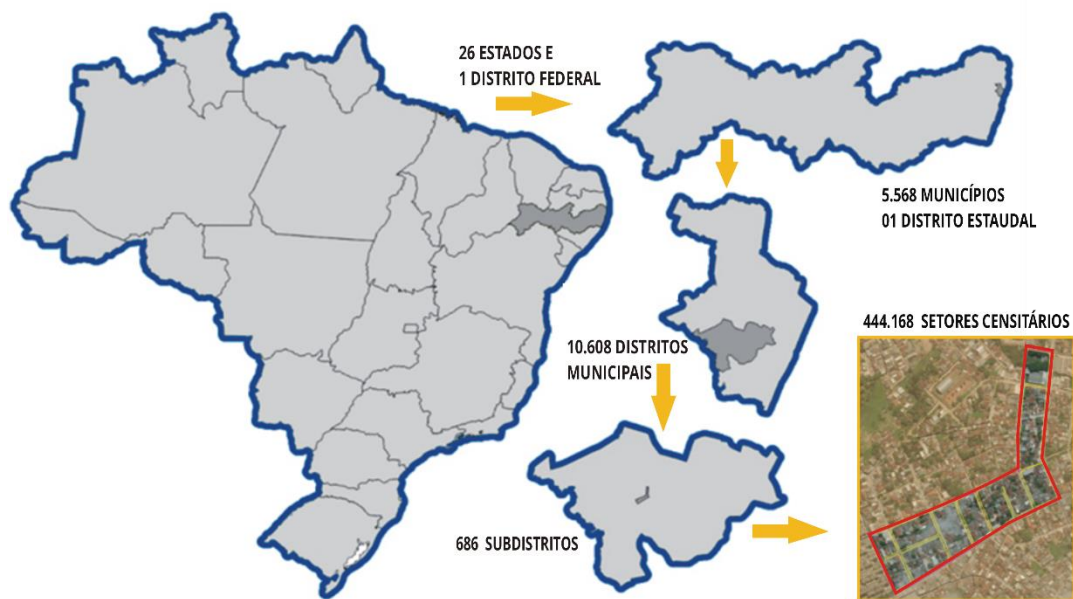 26 ESTADOS E
1 DISTRITO FEDERAL
5.568 MUNICÍPIOS
01 DISTRITO ESTAUDAL
10.608 DISTRITOS
MUNICIPAIS
686 SUBDISTRITOS
444.168 SETORES CENSITÁRIOS